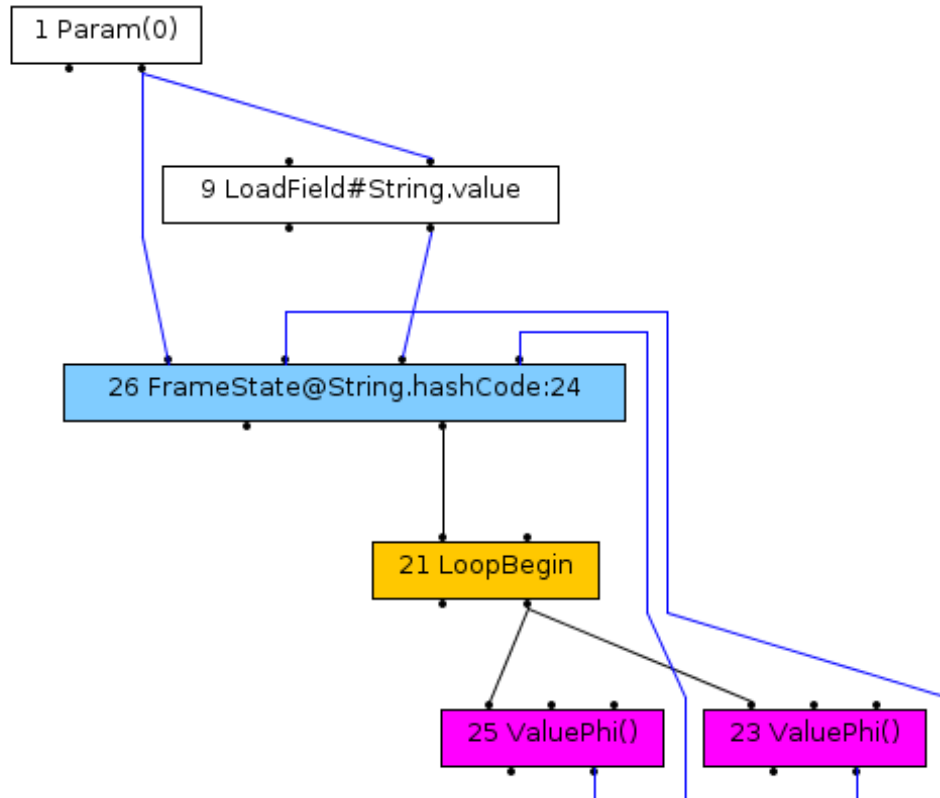 1 Param(0)
9 LoadField#String.value
26 FrameState@String.hashCode:24
21 LoopBegin
25 ValuePhi()
23 ValuePhi()